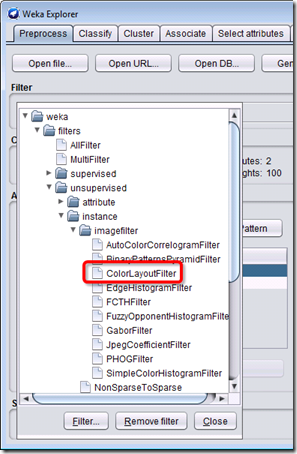 Weka Explorer
Preprocess Classify Cluster Associate Select attributes
Open file... Open URL... Open DB...
Filter
weka
filters
AllFilter
MultiFilter
supervised
unsupervised
attribute
instance
imagefilter
AutoColorCorrelogramFilter
BinaryPatternsPyramidFilter
ColorLayoutFilter
EdgeHistogramFilter
FCTHFilter
FuzzyOpponentHistogramFilte
GaborFilter
JpegCoefficientFilter
PHOGFilter
SimpleColorHistogramFilter
NonSparseToSparse
utes: 2
ghts: 100
Pattern
Filter... Remove filter Close